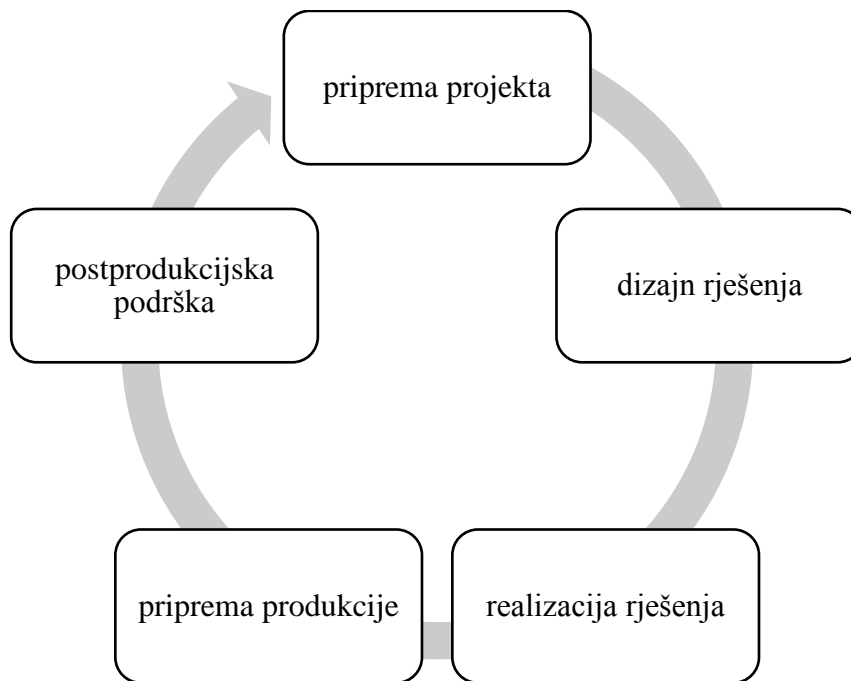 priprema projekta
dizajn rješenja
realizacija rješenja
priprema produkcije
postprodukcijska
podrška